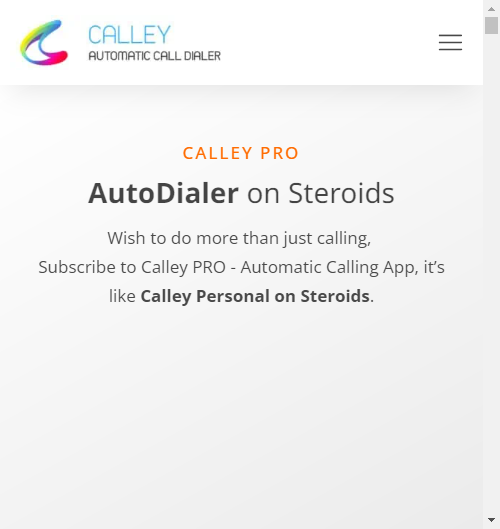 CALLEY
AUTOMATIC CALL DIALER
CALLEY PRO
AutoDialer on Steroids
Wish to do more than just calling,
Subscribe to Calley PRO - Automatic Calling App, it’s
like Calley Personal on Steroids.